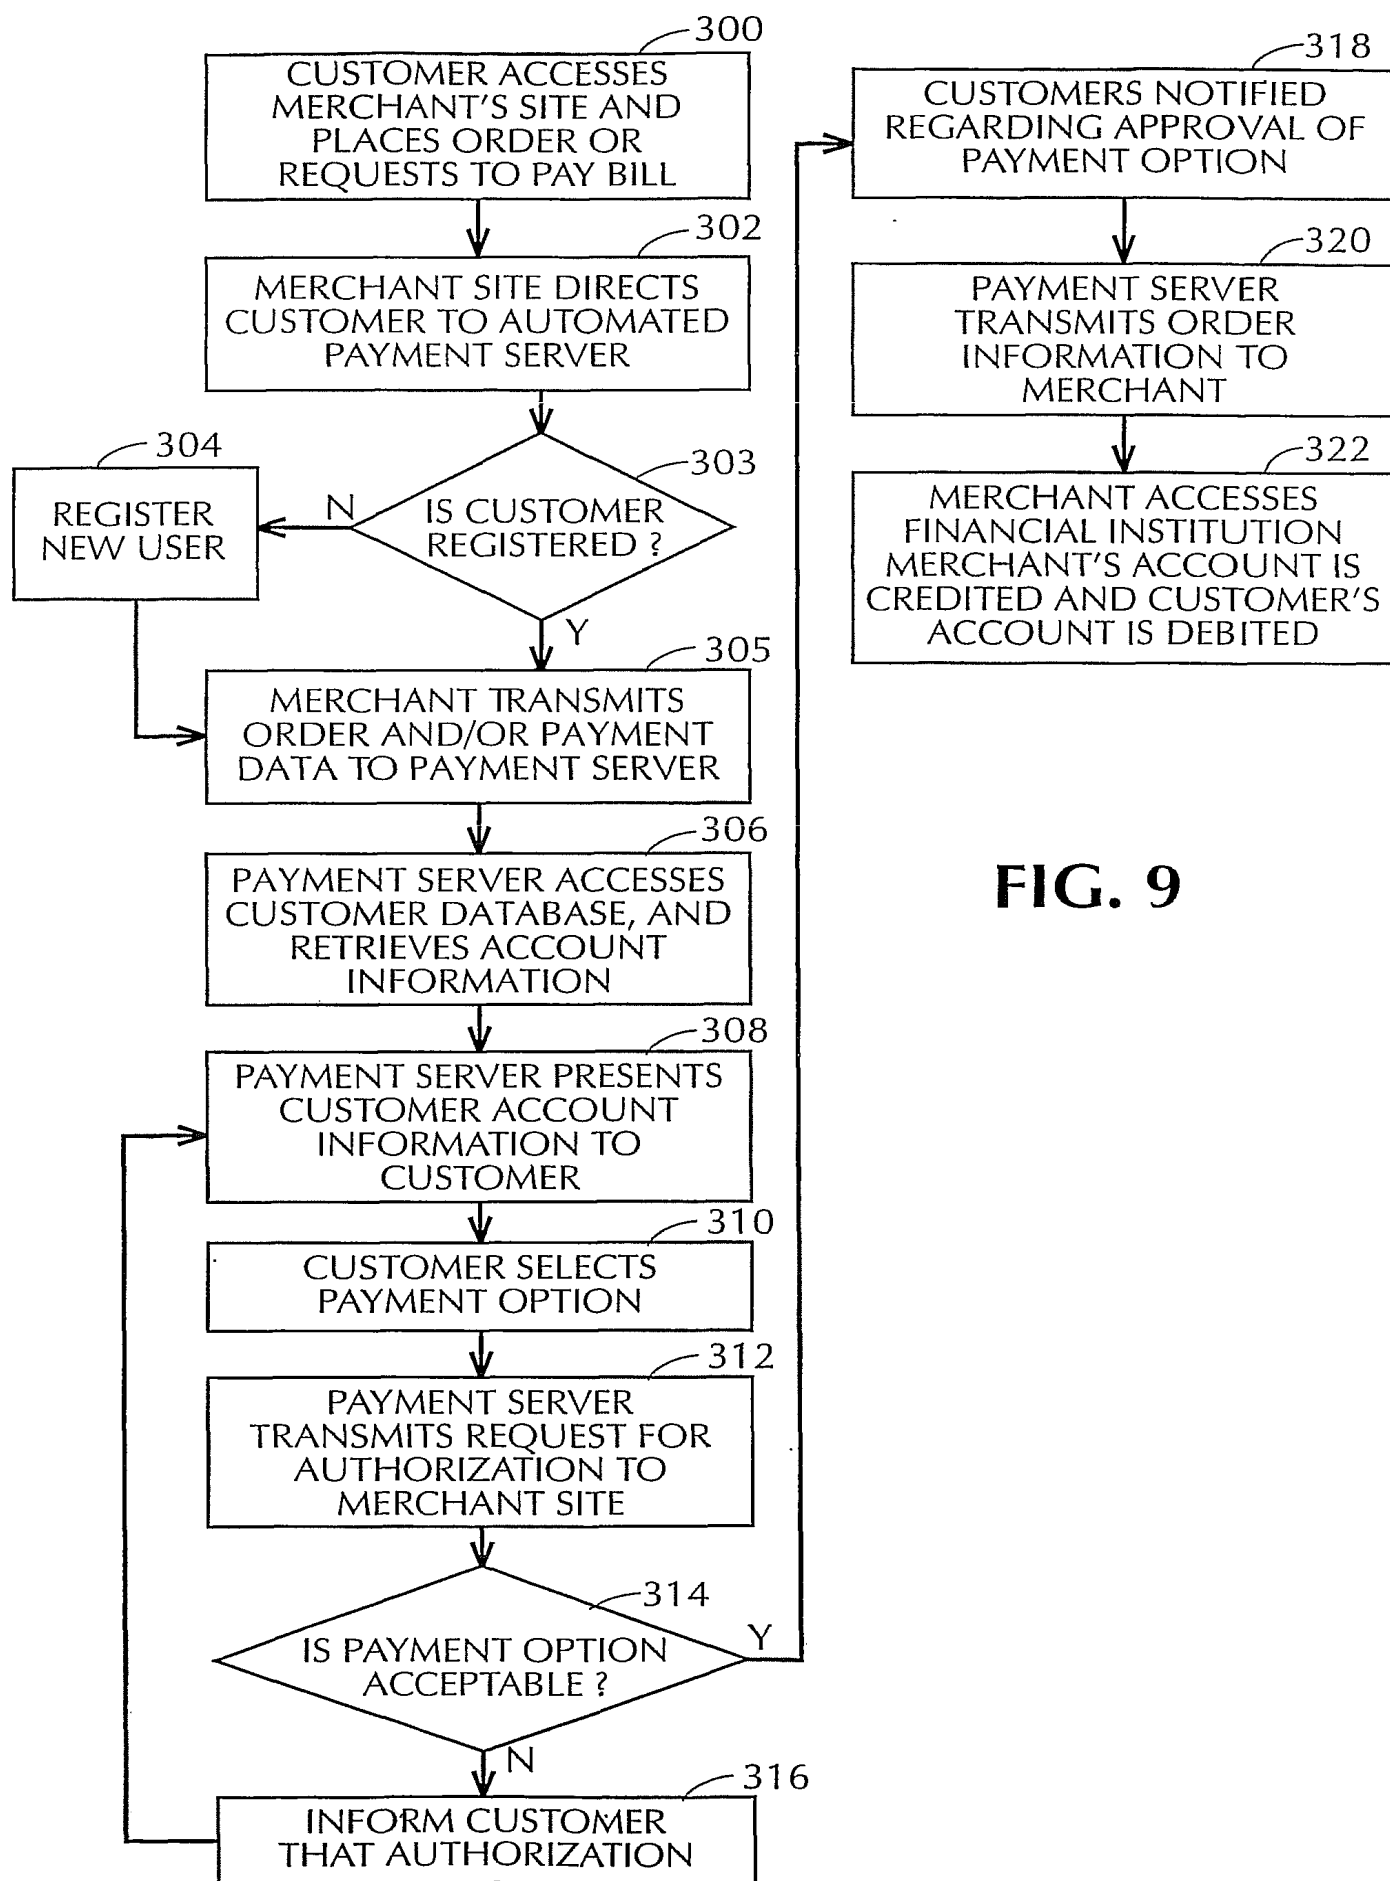 300
CUSTOMER ACCESSES
MERCHANT'S SITE AND
PLACES ORDER OR
REQUESTS TO PAY BILL
302
MERCHANT SITE DIRECTS
CUSTOMER TO AUTOMATED
PAYMENT SERVER
303
IS CUSTOMER
REGISTERED ?
N
304
REGISTER
NEW USER
Y
305
MERCHANT TRANSMITS
ORDER AND/OR PAYMENT
DATA TO PAYMENT SERVER
306
PAYMENT SERVER ACCESSES
CUSTOMER DATABASE, AND
RETRIEVES ACCOUNT
INFORMATION
308
PAYMENT SERVER PRESENTS
CUSTOMER ACCOUNT
INFORMATION TO
CUSTOMER
310
CUSTOMER SELECTS
PAYMENT OPTION
312
PAYMENT SERVER
TRANSMITS REQUEST FOR
AUTHORIZATION TO
MERCHANT SITE
314
IS PAYMENT OPTION
ACCEPTABLE ?
Y
N
316
INFORM CUSTOMER
THAT AUTHORIZATION
318
CUSTOMERS NOTIFIED
REGARDING APPROVAL OF
PAYMENT OPTION
320
PAYMENT SERVER
TRANSMITS ORDER
INFORMATION TO
MERCHANT
322
MERCHANT ACCESSES
FINANCIAL INSTITUTION
MERCHANT'S ACCOUNT IS
CREDITED AND CUSTOMER'S
ACCOUNT IS DEBITED
FIG. 9